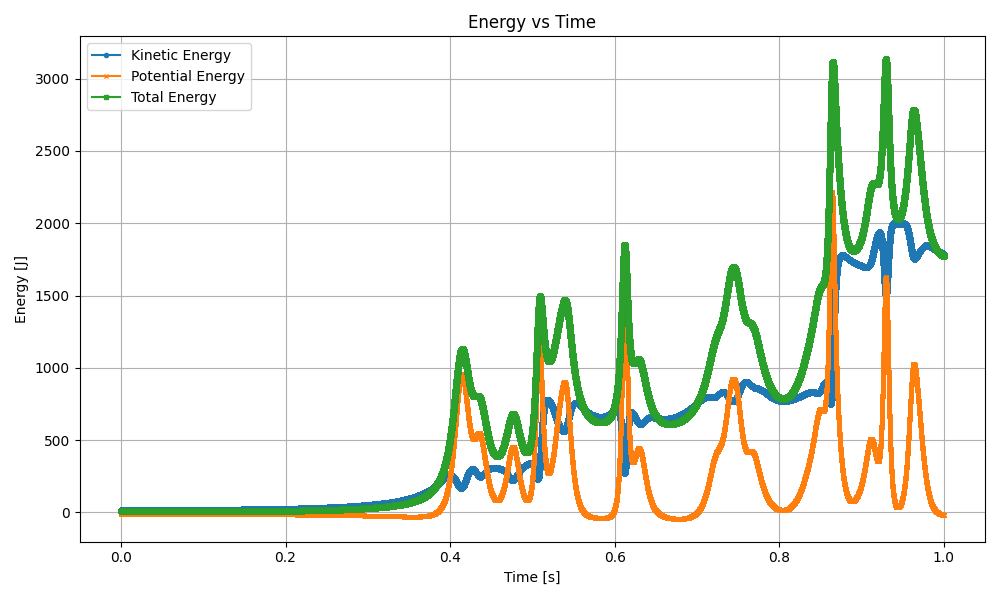 Energy vs Time
Kinetic Energy
Potential Energy
Total Energy
Energy [J]
3000
2500
2000
1500
1000
500
0
0.0
0.2
0.4
0.6
0.8
1.0
Time [s]